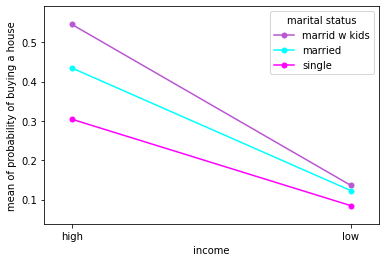 marital status
marrid w kids
married
single
mean of probability of buying a house
0.5
0.4
0.3
0.2
0.1
high
low
income